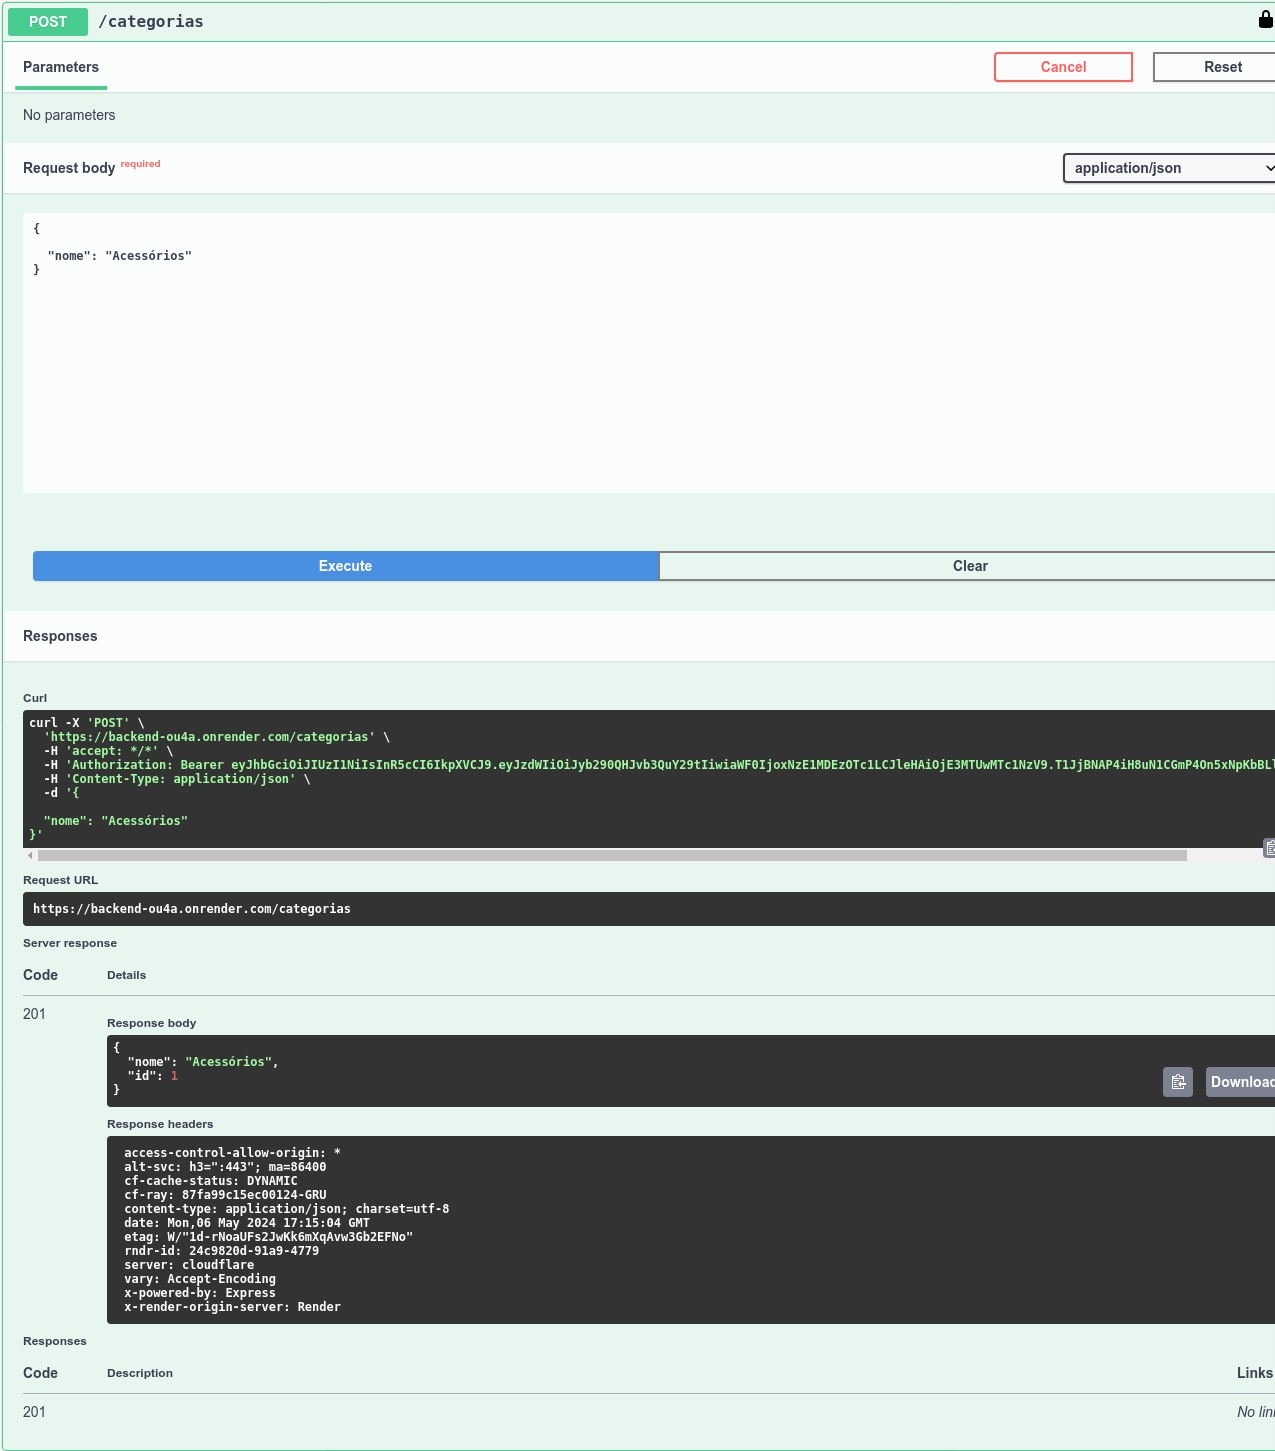 POST /categorias
Parameters
Cancel
Reset
No parameters
Request body required
application/json
{
"nome": "Acessórios"
}
Execute
Clear
Responses
Curl
curl -X 'POST' \
'https://backend-ou4a.onrender.com/categorias' \
-H 'accept: */*' \
-H 'Authorization: Bearer eyJhbGciOiJIUzI1NiIsInR5cCI6IkpXVCJ9.eyJzdWIiOiJyb290QHJvb3QuY29tIiwiaWF0IjoxNzE1MDEzOTc1LCJleHAiOjE3MTUwMTc1NzV9.T1JjBNAP4iH8uN1CGmP4On5xNpKbBLl
-H 'Content-Type: application/json' \
-d '{
"nome": "Acessórios"
}'
Request URL
https://backend-ou4a.onrender.com/categorias
Server response
Code Details
201
Response body
{
"nome": "Acessórios",
"id": 1
}
Download
Response headers
access-control-allow-origin: *
alt-svc: h3=":443"; ma=86400
cf-cache-status: DYNAMIC
cf-ray: 87fa99c15ec00124-GRU
content-type: application/json; charset=utf-8
date: Mon,06 May 2024 17:15:04 GMT
etag: W/"1d-rNoaUFs2JwKk6mXqAvw3Gb2EFNo"
rndr-id: 24c9820d-91a9-4779
server: cloudflare
vary: Accept-Encoding
x-powered-by: Express
x-render-origin-server: Render
Responses
Code Description Links
201 No lin